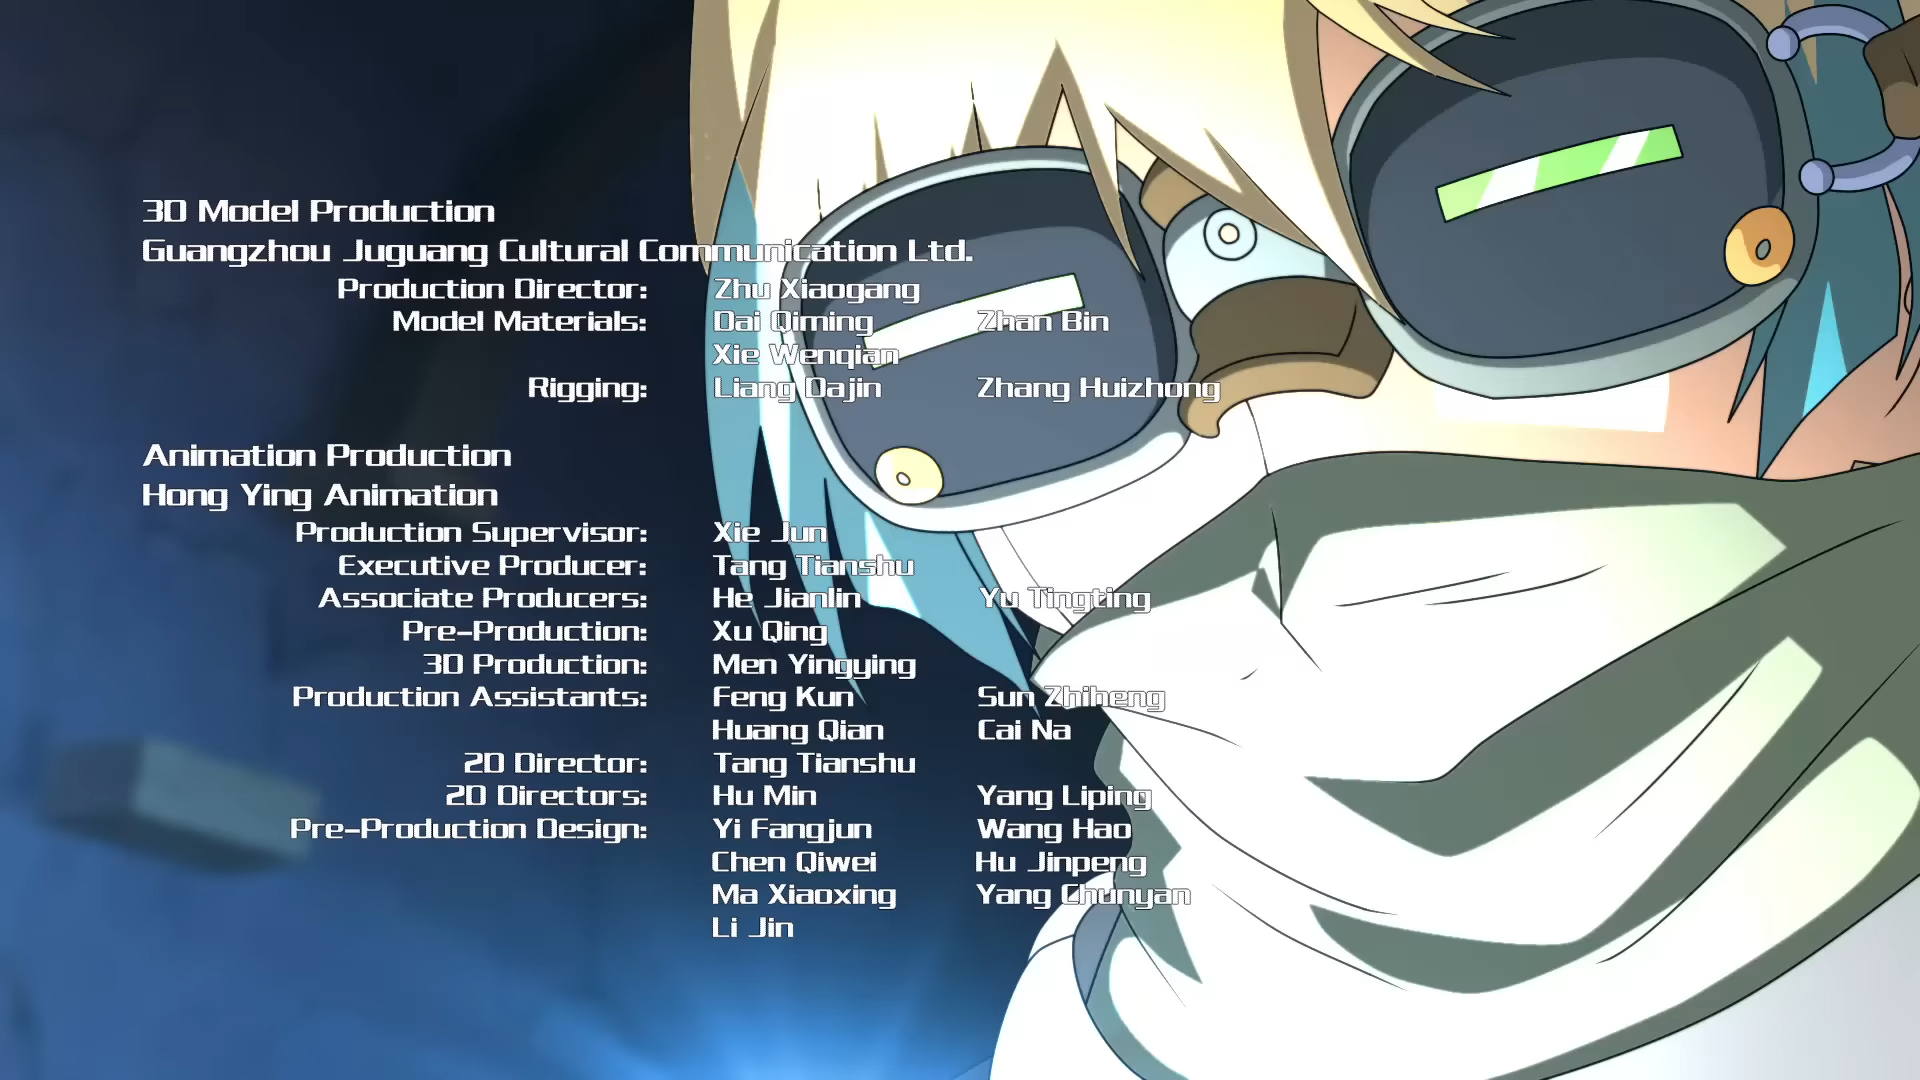 3D Model Production
Guangzhou Juguang Cultural Communication Ltd.
Production Director: Zhu Xiaogang
Model Materials: Dai Qiming Zhan Bin
Xie Wenqian
Rigging: Liang Dajin Zhang Huizhong
Animation Production
Hong Ying Animation
Production Supervisor: Xie Jun
Executive Producer: Tang Tianshu
Associate Producers: He Jianlin Yu Tingting
Pre-Production: Xu Qing
3D Production: Men Yingying
Production Assistants: Feng Kun Sun Zhiheng
Huang Qian Cai Na
2D Director: Tang Tianshu
2D Directors: Hu Min Yang Liping
Pre-Production Design: Yi Fangjun Wang Hao
Chen Qiwei Hu Jinpeng
Ma Xiaoxing Yang Chunyan
Li Jin